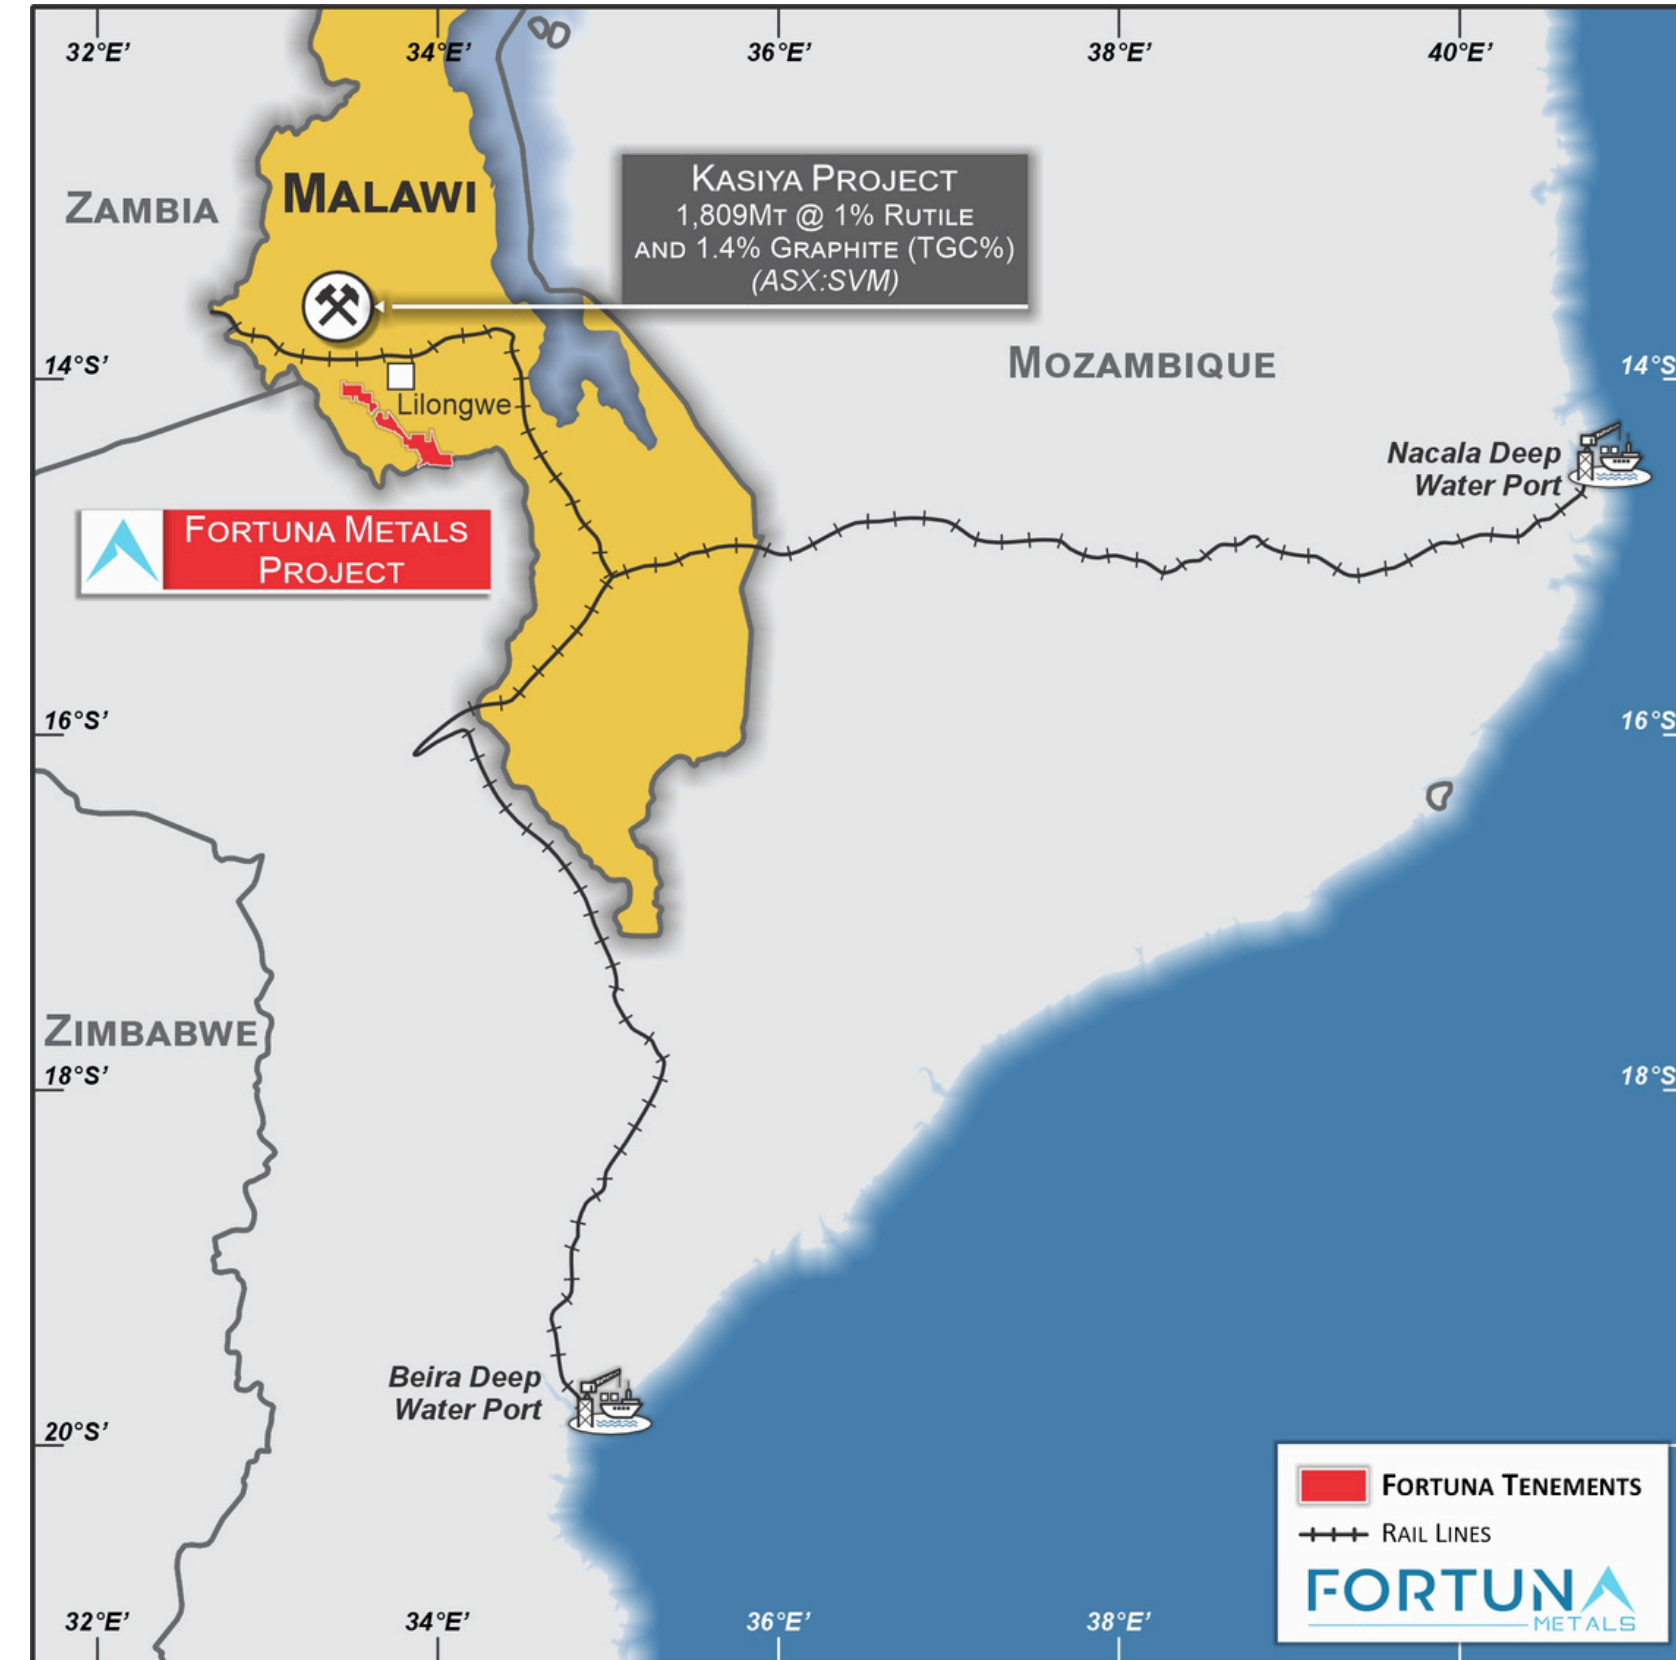 32°E’
34°E’
36°E’
38°E’
40°E’
ZAMBIA
MALAWI
KASIYA PROJECT
1,809MT @ 1% RUTILE
AND 1.4% GRAPHITE (TGC%)
(ASX:SVM)
14°S’
MOZAMBIQUE
14°S
Lilongwe
Nacala Deep
Water Port
FORTUNA METALS
PROJECT
16°S’
16°S
ZIMBABWE
18°S’
18°S
Beira Deep
Water Port
20°S’
FORTUNA TENEMENTS
RAIL LINES
FORTUNA
METALS
32°E’
34°E’
36°E’
38°E’